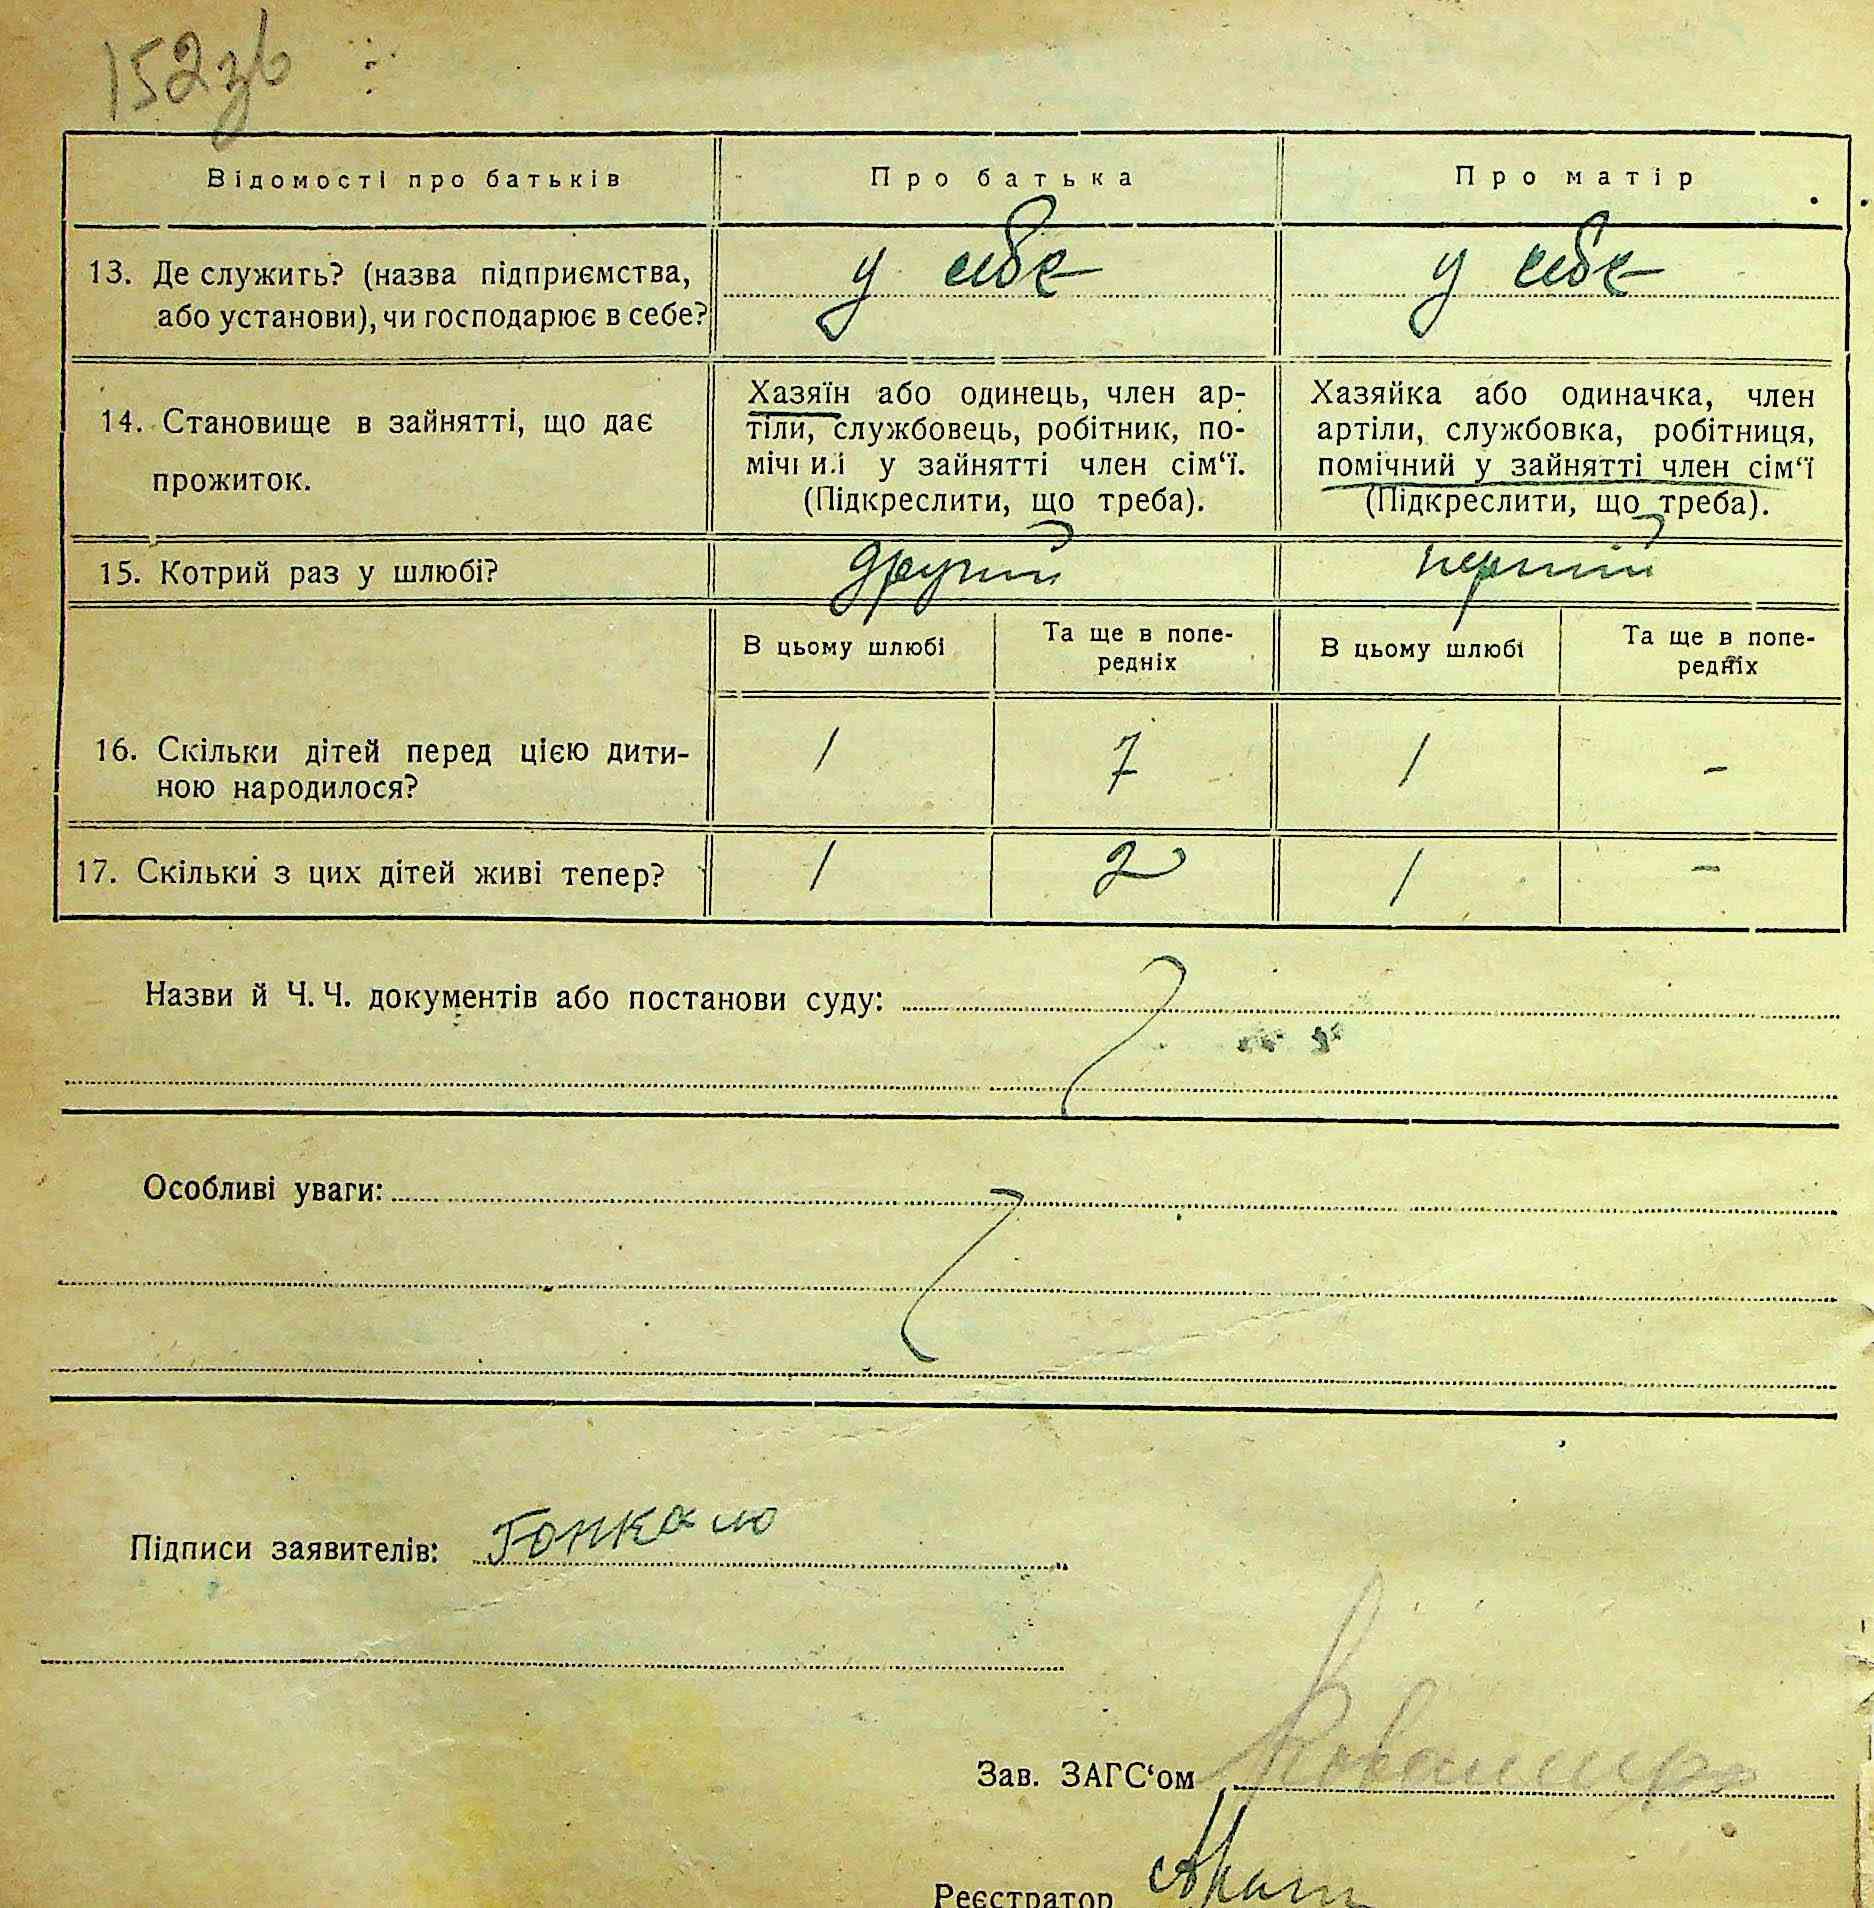 152зв
Відомості про батьків Про батька Про матір
13. Де служить? (назва підприємства, у себе у себе
або установи), чи господарює в себе?
Хазяїн або одинець, член ар- Хазяйка або одиначка, член
14. Становище в зайнятті, що дає тіли, службовець, робітник, по- артіли, службовка, робітниця,
прожиток. мічний у зайнятті член сім‘ї. помічний у зайнятті член сім‘ї
(Підкреслити, що треба). (Підкреслити, що треба).
15. Котрий раз у шлюбі? другий перший
В цьому шлюбі Та ще в попе- В цьому шлюбі Та ще в попе-
редніх редніх
16. Скільки дітей перед цією дити- 1 7 1 -
ною народилося?
17. Скільки з цих дітей живі тепер? 1 2 1 -
Назви й Ч. Ч. документів або постанови суду:
Особливі уваги:
Підписи заявителів:
Зав. ЗАГС‘ом
Реєстратор